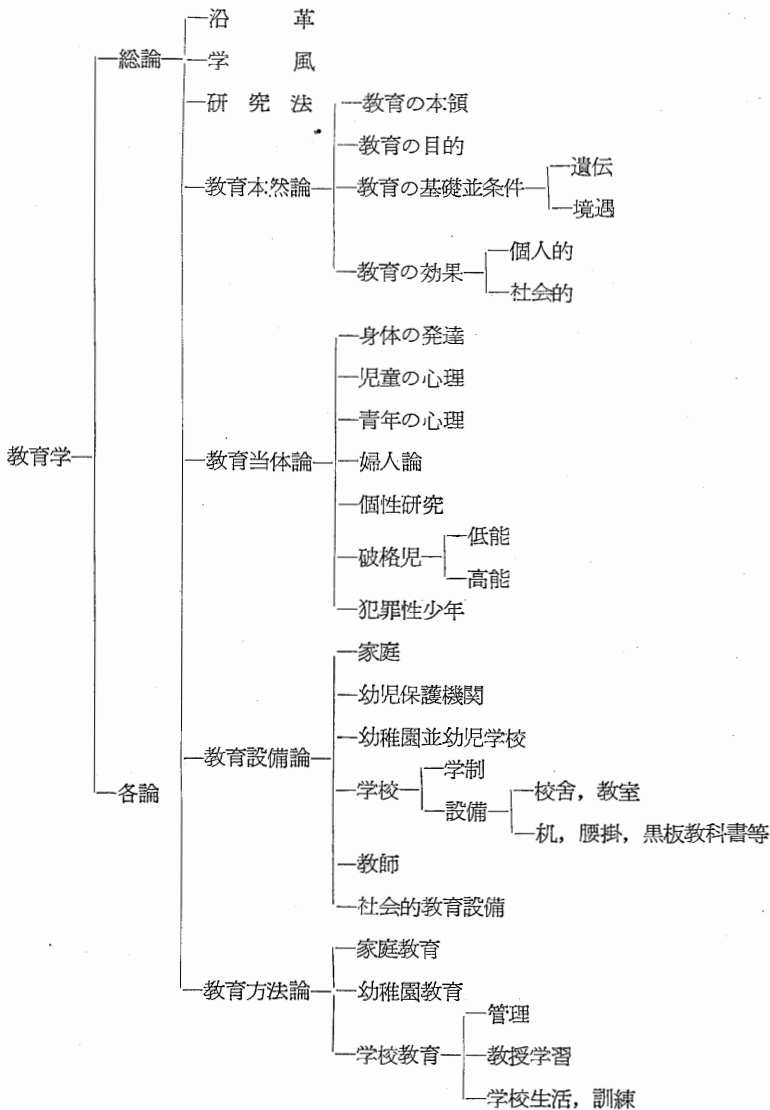 沿革
総論
学風
研究法
教育の本領
教育の目的
教育本然論
教育の基礎並条件
遺伝
境遇
教育の効果
個人的
社会的
身体の発達
児童の心理
青年の心理
教育学
教育当体論
婦人論
個性研究
破格児
低能
高能
犯罪性少年
家庭
幼児保護機関
幼稚園並幼児学校
教育設備論
学校
学制
設備
校舎，教室
各論
机，腰掛，黒板教科書等
教師
社会的教育設備
家庭教育
教育方法論
幼稚園教育
学校教育
管理
教授学習
学校生活，訓練